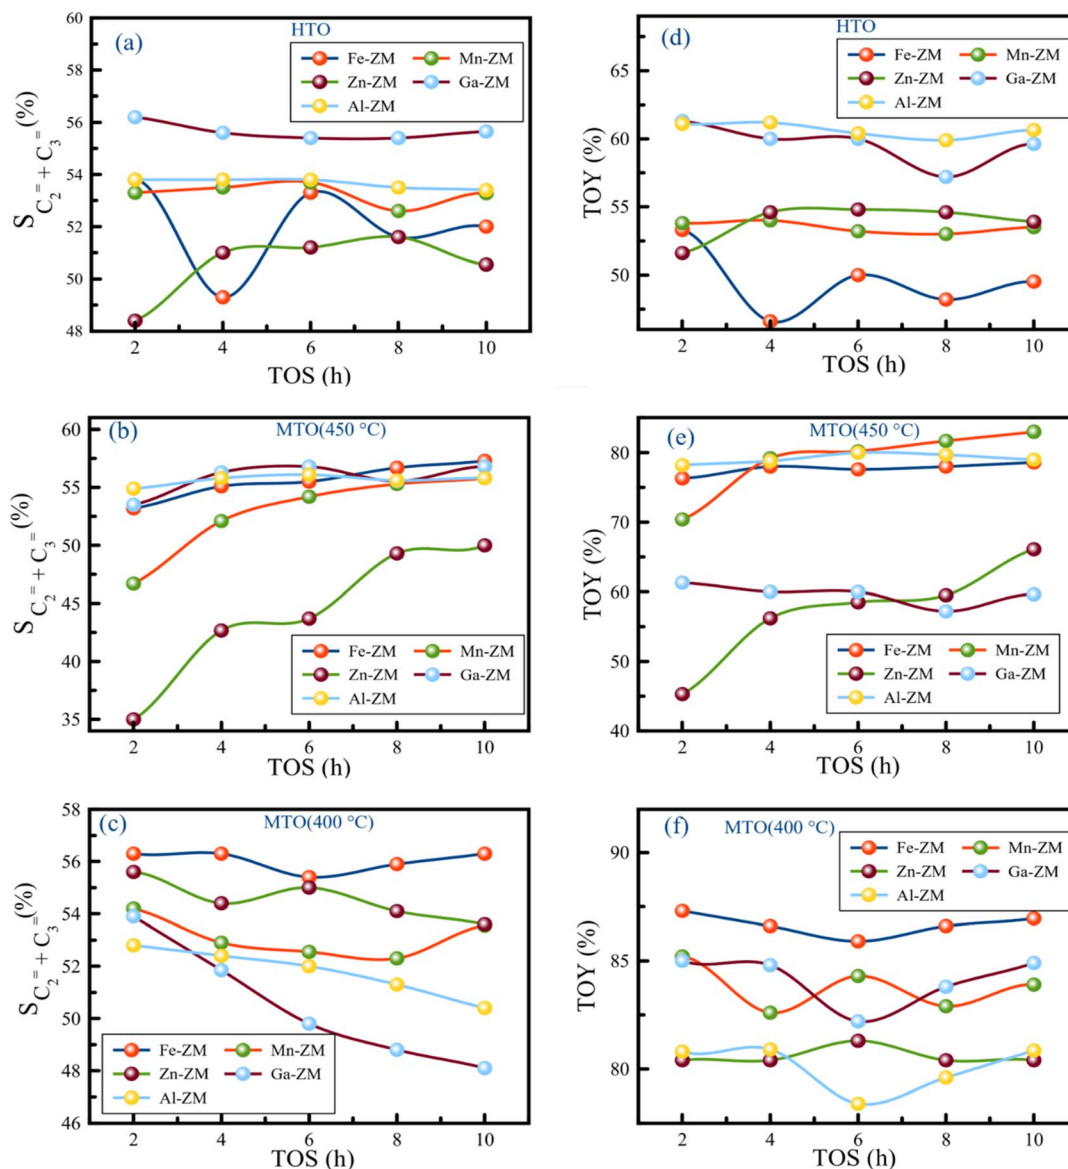 (a) HTO
Fe-ZM Mn-ZM
Zn-ZM Ga-ZM
Al-ZM
60
58
56
54
52
50
48
S C₂⁼ + C₃⁼ (%)
2 4 6 8 10
TOS (h)
(d) HTO
Fe-ZM Mn-ZM
Zn-ZM Ga-ZM
Al-ZM
65
60
55
50
TOY (%)
2 4 6 8 10
TOS (h)
(b) MTO(450 °C)
60
55
50
45
40
35
S C₂⁼ + C₃⁼ (%)
Fe-ZM Mn-ZM
Zn-ZM Ga-ZM
Al-ZM
2 4 6 8 10
TOS (h)
(e) MTO(450 °C)
80
70
60
50
40
TOY (%)
Fe-ZM Mn-ZM
Zn-ZM Ga-ZM
Al-ZM
2 4 6 8 10
TOS (h)
(c) MTO(400 °C)
58
56
54
52
50
48
46
S C₂⁼ + C₃⁼ (%)
Fe-ZM Mn-ZM
Zn-ZM Ga-ZM
Al-ZM
2 4 6 8 10
TOS (h)
(f) MTO(400 °C)
Fe-ZM Mn-ZM
Zn-ZM Ga-ZM
Al-ZM
90
85
80
TOY (%)
2 4 6 8 10
TOS (h)